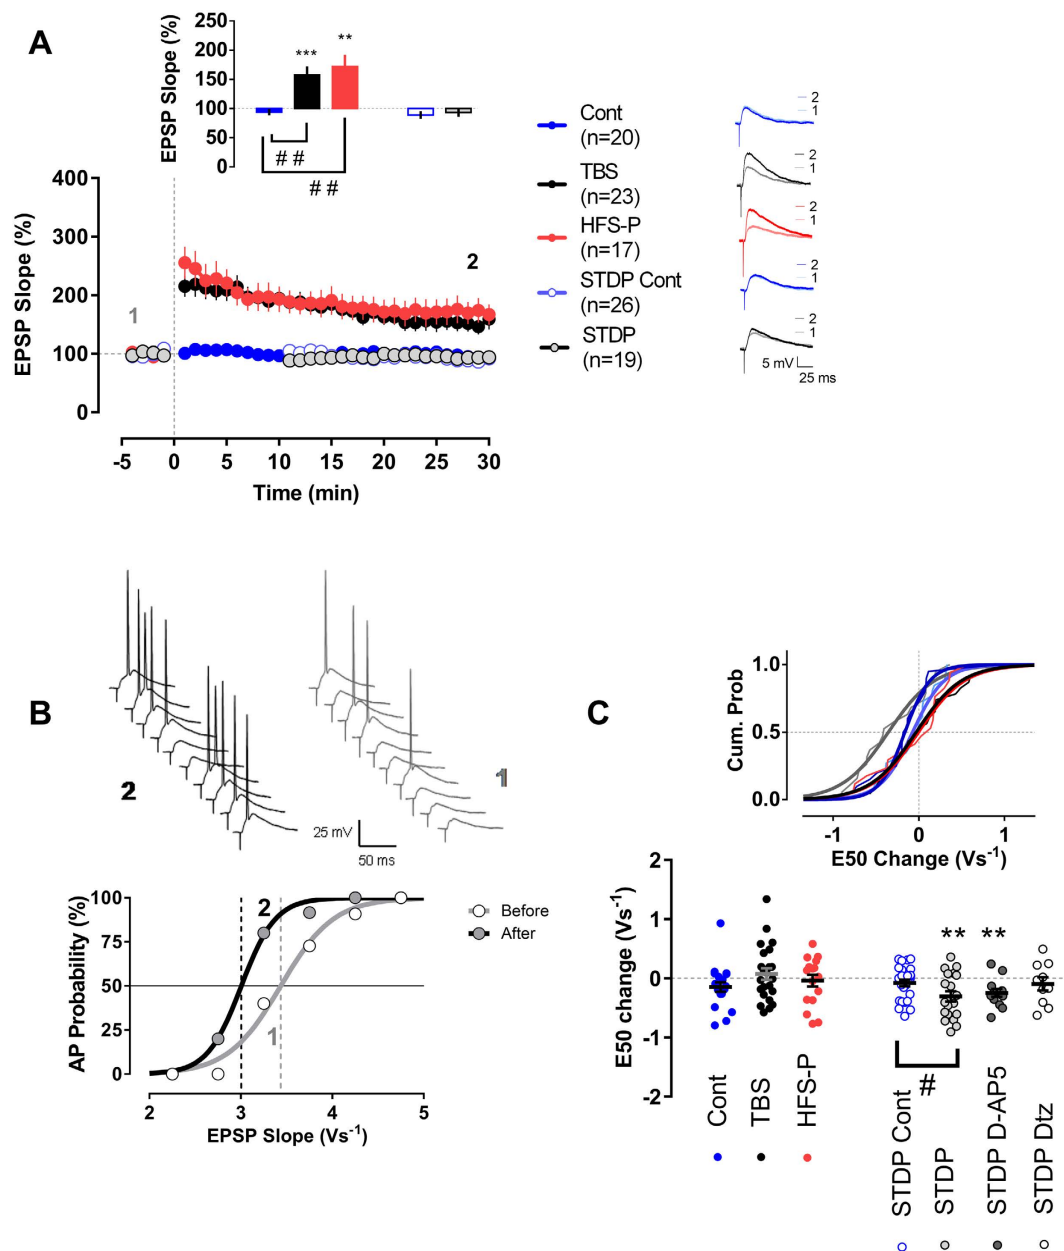 A
EPSP Slope (%)
250
200
150
100
50
0
***
**
# #
# #
EPSP Slope (%)
400
300
200
100
0
1
2
-5 0 5 10 15 20 25 30
Time (min)
Cont
(n=20)
TBS
(n=23)
HFS-P
(n=17)
STDP Cont
(n=26)
STDP
(n=19)
2
1
2
1
2
1
2
1
2
1
5 mV
25 ms
B
2
1
25 mV
50 ms
AP Probability (%)
100
75
50
25
0
2
1
Before
After
2 3 4 5
EPSP Slope (Vs-1)
C
Cum. Prob
1.0
0.5
0.0
-1 0 1
E50 Change (Vs-1)
E50 change (Vs-1)
2
1
0
-1
-2
**
**
#
Cont
TBS
HFS-P
STDP Cont
STDP
STDP D-AP5
STDP Dtz